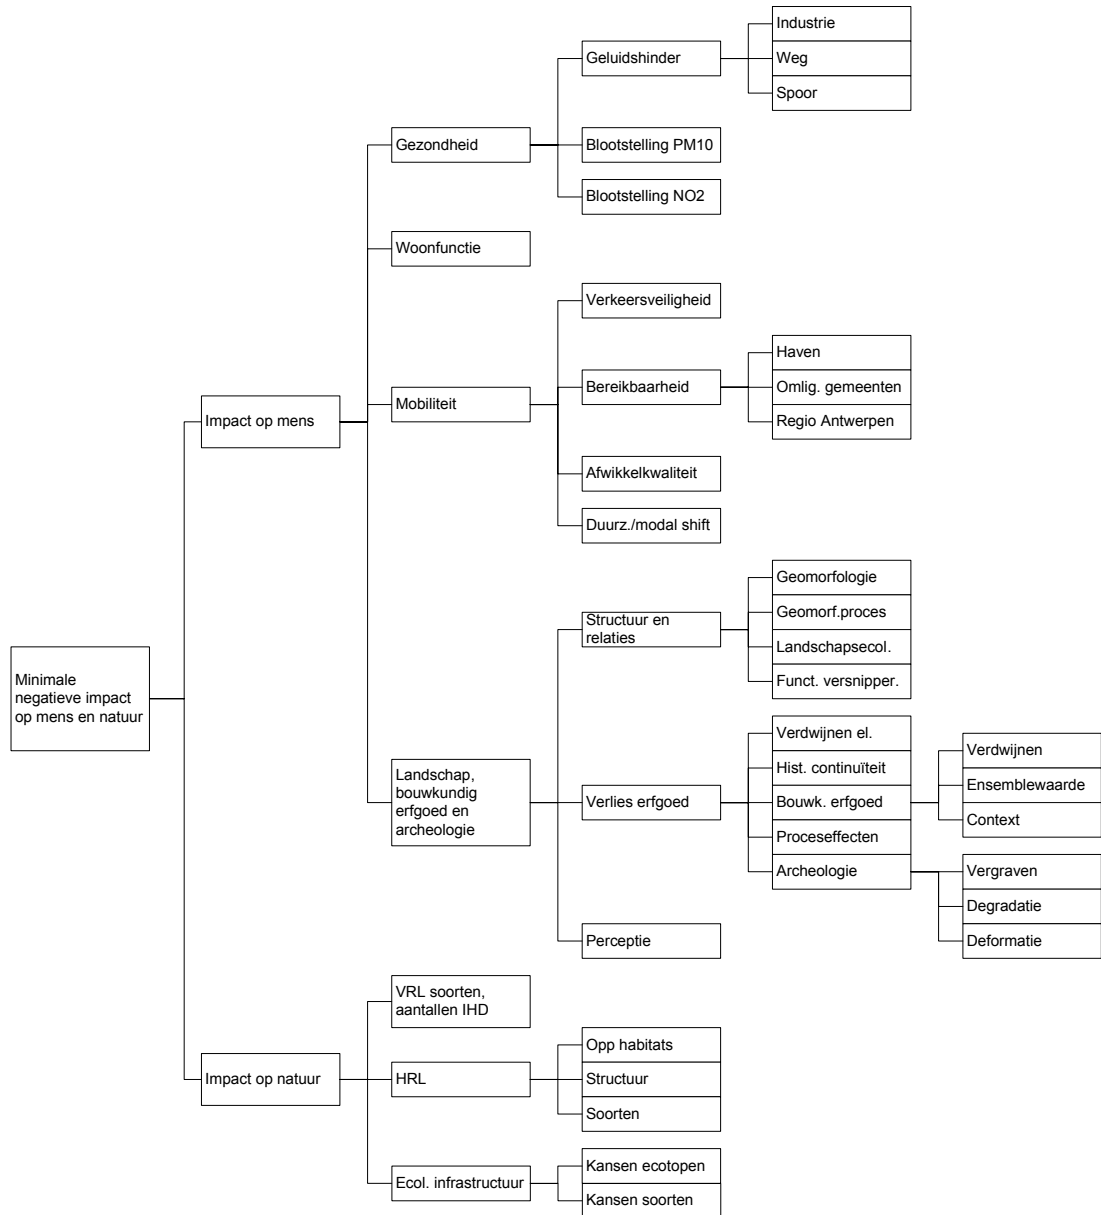 Minimale
negatieve impact
op mens en natuur
Impact op mens
Gezondheid
Geluidshinder
Industrie
Weg
Spoor
Blootstelling PM10
Blootstelling NO2
Woonfunctie
Mobiliteit
Verkeersveiligheid
Bereikbaarheid
Haven
Omlig. gemeenten
Regio Antwerpen
Afwikkelkwaliteit
Duurz./modal shift
Landschap,
bouwkundig
erfgoed en
archeologie
Structuur en
relaties
Geomorfologie
Geomorf.proces
Landschapsecol.
Funct. versnipper.
Verlies erfgoed
Verdwijnen el.
Hist. continuïteit
Bouwk. erfgoed
Verdwijnen
Ensemblewaarde
Context
Proceseffecten
Archeologie
Vergraven
Degradatie
Deformatie
Perceptie
Impact op natuur
VRL soorten,
aantallen IHD
HRL
Opp habitats
Structuur
Soorten
Ecol. infrastructuur
Kansen ecotopen
Kansen soorten